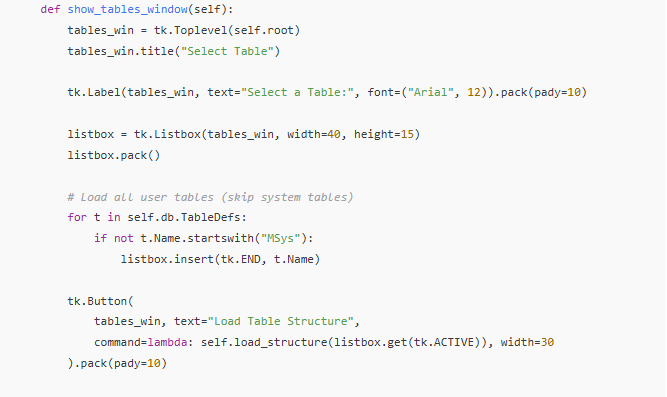 def show_tables_window(self):
tables_win = tk.Toplevel(self.root)
tables_win.title("Select Table")
tk.Label(tables_win, text="Select a Table:", font=("Arial", 12)).pack(pady=10)
listbox = tk.Listbox(tables_win, width=40, height=15)
listbox.pack()
# Load all user tables (skip system tables)
for t in self.db.TableDefs:
if not t.Name.startswith("MSys"):
listbox.insert(tk.END, t.Name)
tk.Button(
tables_win, text="Load Table Structure",
command=lambda: self.load_structure(listbox.get(tk.ACTIVE)), width=30
).pack(pady=10)